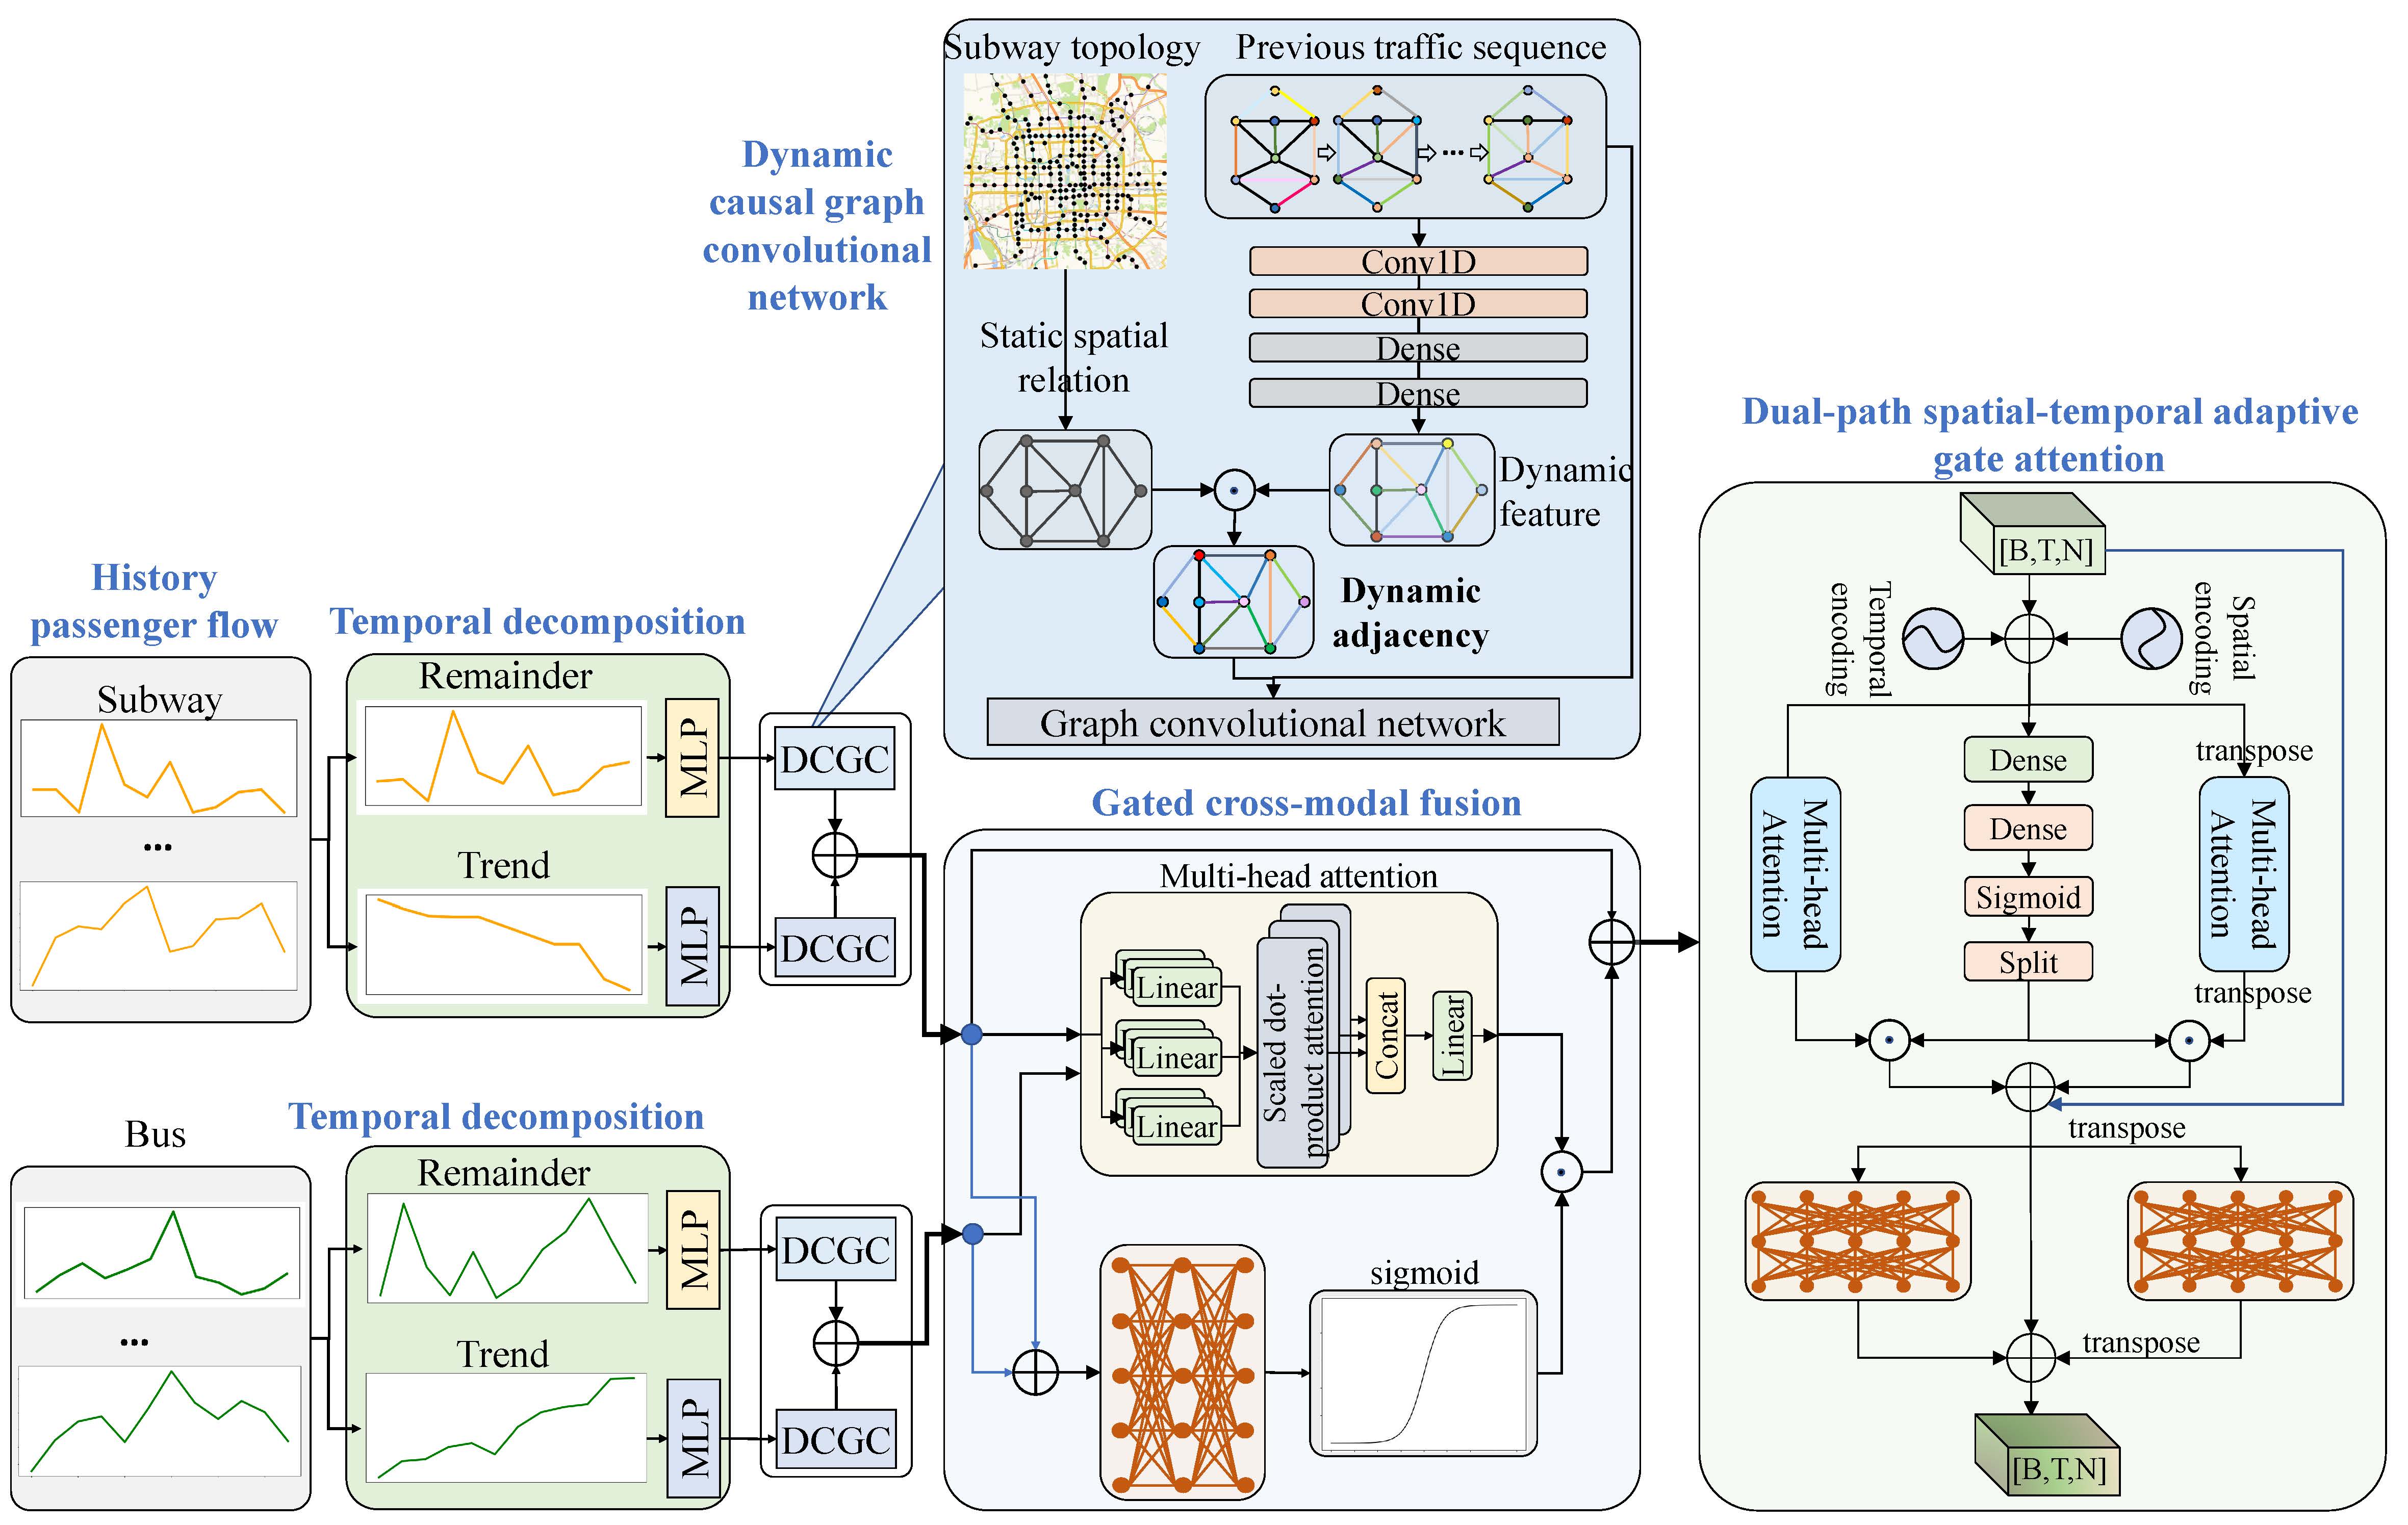 History
passenger flow
Subway
...
Bus
...
Temporal decomposition
Remainder
MLP
Trend
MLP
Temporal decomposition
Remainder
MLP
Trend
MLP
DCGC
DCGC
DCGC
DCGC
Dynamic
causal graph
convolutional
network
Subway topology
Previous traffic sequence
...
Conv1D
Conv1D
Dense
Dense
Static spatial
relation
Dynamic
feature
Dynamic
adjacency
Graph convolutional network
Gated cross-modal fusion
Multi-head attention
Linear
Linear
Linear
Scaled dot-
product attention
Concat
Linear
sigmoid
Dual-path spatial-temporal adaptive
gate attention
[B,T,N]
Temporal
encoding
Spatial
encoding
Dense
Dense
Sigmoid
Split
Multi-head
Attention
transpose
Multi-head
Attention
transpose
transpose
transpose
[B,T,N]